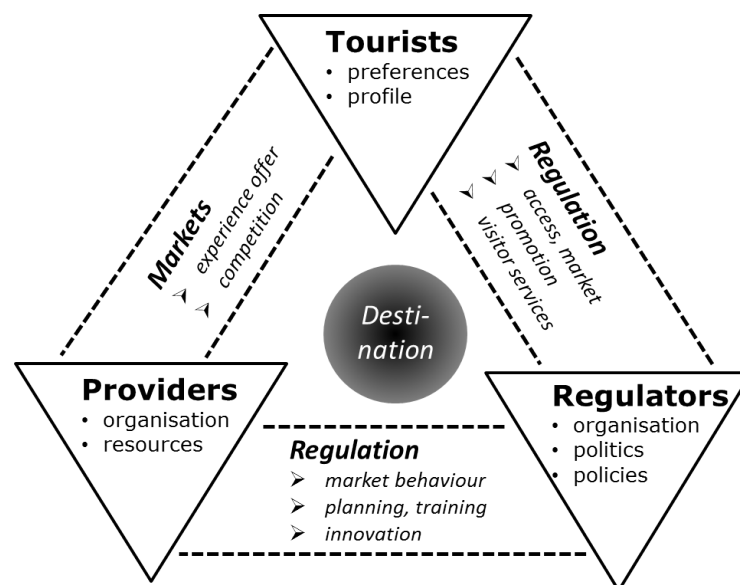 Tourists
• preferences
• profile
Markets
➢ experience offer
➢ competition
Regulation
➢ access, market
➢ promotion
➢ visitor services
Desti-
nation
Providers
• organisation
• resources
Regulators
• organisation
• politics
• policies
Regulation
➢ market behaviour
➢ planning, training
➢ innovation